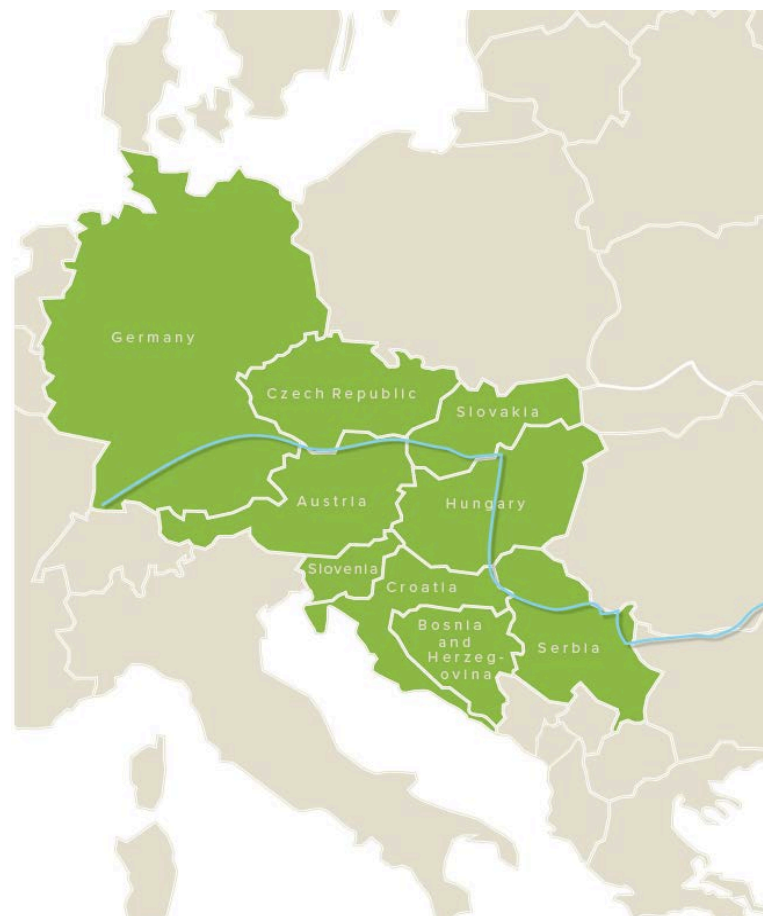 Germany
Czech Republic
Slovakia
Austria
Hungary
Slovenia
Croatia
Bosnia
and
Herzeg-
ovina
Serbia